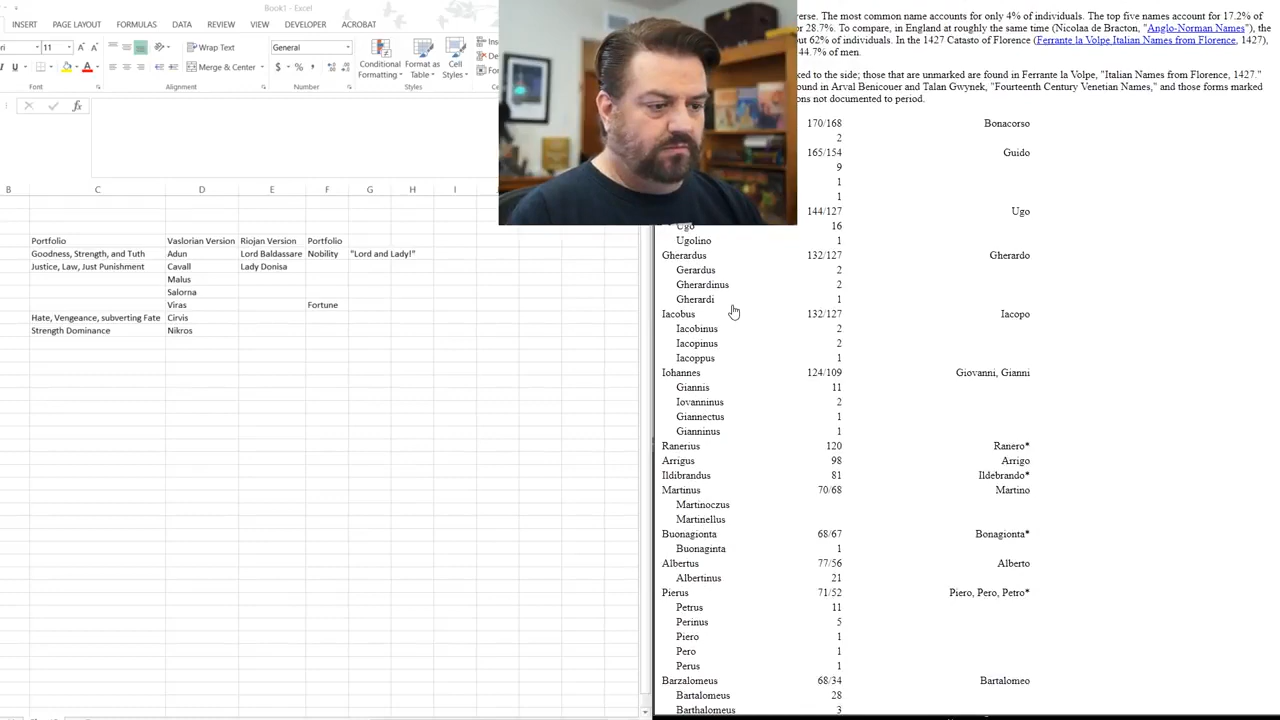 Book1 - Excel
INSERT PAGE LAYOUT FORMULAS DATA REVIEW VIEW DEVELOPER ACROBAT
11 Wrap Text General
Merge & Center $ % Conditional Formatting Format as Table Cell Styles
Alignment Number Styles
fx
B C D E F G H I
Portfolio Vaslorian Version Riojan Version Portfolio
Goodness, Strength, and Truth Adun Lord Baldassare Nobility "Lord and Lady!"
Justice, Law, Just Punishment Cavall Lady Donisa
Malus
Salorna
Viras Fortune
Hate, Vengeance, subverting Fate Cirvis
Strength Dominance Nikros
erse. The most common name accounts for only 4% of individuals. The top five names account for 17.2% of
or 28.7%. To compare, in England at roughly the same time (Nicolaa de Bracton, "Anglo-Norman Names"), the
out 62% of individuals. In the 1427 Catasto of Florence (Ferrante la Volpe Italian Names from Florence, 1427),
44.7% of men.
ked to the side; those that are unmarked are found in Ferrante la Volpe, "Italian Names from Florence, 1427."
ound in Arval Benicouer and Talan Gwynek, "Fourteenth Century Venetian Names," and those forms marked
ons not documented to period.
170/168 Bonacorso
2
165/154 Guido
9
1
1
144/127 Ugo
Ugo 16
Ugolino 1
Gherardus 132/127 Gherardo
Gerardus 2
Gherardinus 2
Gherardi 1
Iacobus 132/127 Iacopo
Iacobinus 2
Iacopinus 2
Iacoppus 1
Iohannes 124/109 Giovanni, Gianni
Giannis 11
Iovanninus 2
Giannectus 1
Gianninus 1
Ranerius 120 Ranero*
Arrigus 98 Arrigo
Ildibrandus 81 Ildebrando*
Martinus 70/68 Martino
Martinoczus
Martinellus
Buonagionta 68/67 Bonagionta*
Buonaginta 1
Albertus 77/56 Alberto
Albertinus 21
Pierus 71/52 Piero, Pero, Petro*
Petrus 11
Perinus 5
Piero 1
Pero 1
Perus 1
Barzalomeus 68/34 Bartalomeo
Bartalomeus 28
Barthalomeus 3